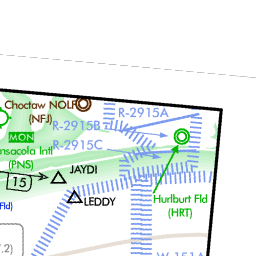 Choctaw NOLF
(NFJ)
R-2915A
R-2915B
MON
R-2915C
nsacola Intl
(PNS)
JAYDI
15
LEDDY
Hurlburt Fld
(HRT)
Fld)
7.2)
W-151A